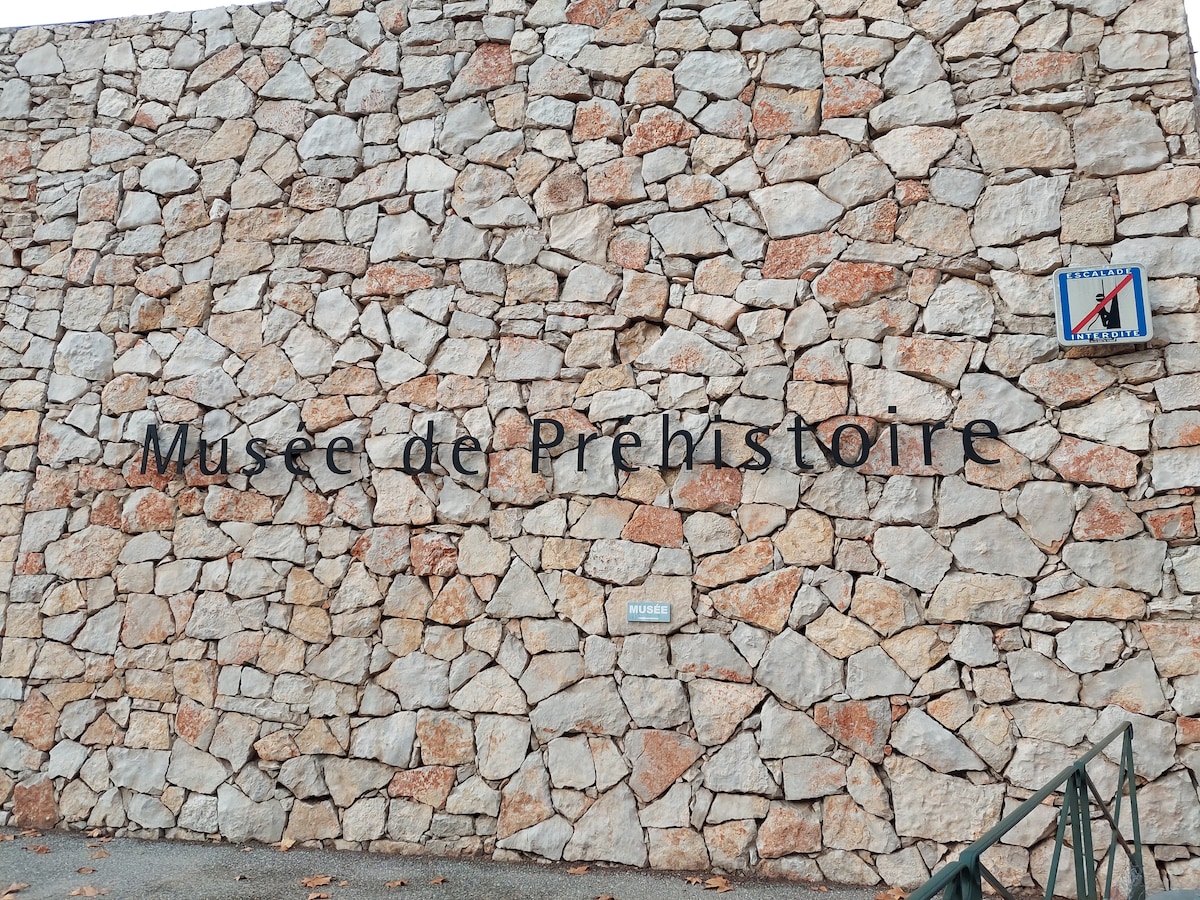 ESCALADE
INTERDITE
Musée de Préhistoire
MUSÉE